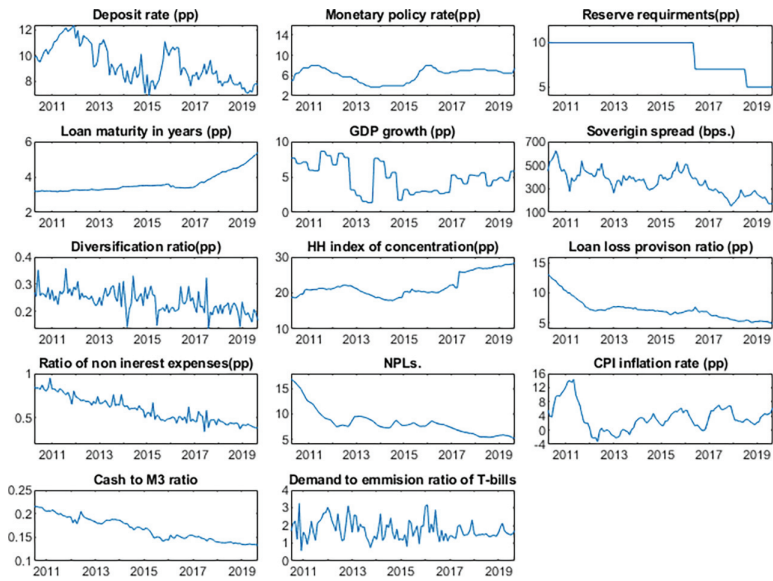 Deposit rate (pp)
12
10
8
2011 2013 2015 2017 2019
Monetary policy rate(pp)
14
10
6
2
2011 2013 2015 2017 2019
Reserve requirments(pp)
10
5
2011 2013 2015 2017 2019
Loan maturity in years (pp)
6
4
2
2011 2013 2015 2017 2019
GDP growth (pp)
10
5
0
2011 2013 2015 2017 2019
Soverigin spread (bps.)
700
500
300
100
2011 2013 2015 2017 2019
Diversification ratio(pp)
0.4
0.3
0.2
2011 2013 2015 2017 2019
HH index of concentration(pp)
30
20
10
2011 2013 2015 2017 2019
Loan loss provison ratio (pp)
15
10
5
2011 2013 2015 2017 2019
Ratio of non inerest expenses(pp)
1
0.5
2011 2013 2015 2017 2019
NPLs.
15
10
5
2011 2013 2015 2017 2019
CPI inflation rate (pp)
16
12
8
4
0
-4
2011 2013 2015 2017 2019
Cash to M3 ratio
0.25
0.2
0.15
0.1
2011 2013 2015 2017 2019
Demand to emmision ratio of T-bills
4
3
2
1
0
2011 2013 2015 2017 2019